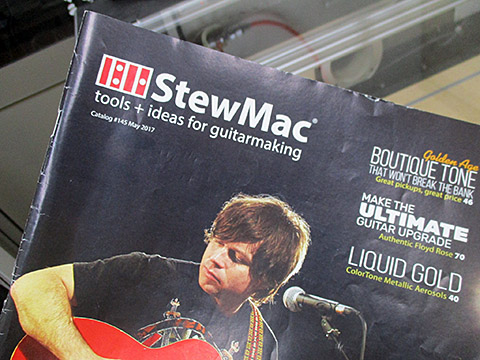 StewMac®
tools + ideas for guitarmaking
Catalog #145 May 2017
Golden Age
BOUTIQUE TONE
THAT WON'T BREAK THE BANK
Great pickups, great price 46
MAKE THE
ULTIMATE
GUITAR UPGRADE
Authentic Floyd Rose 70
LIQUID GOLD
ColorTone Metallic Aerosols 40